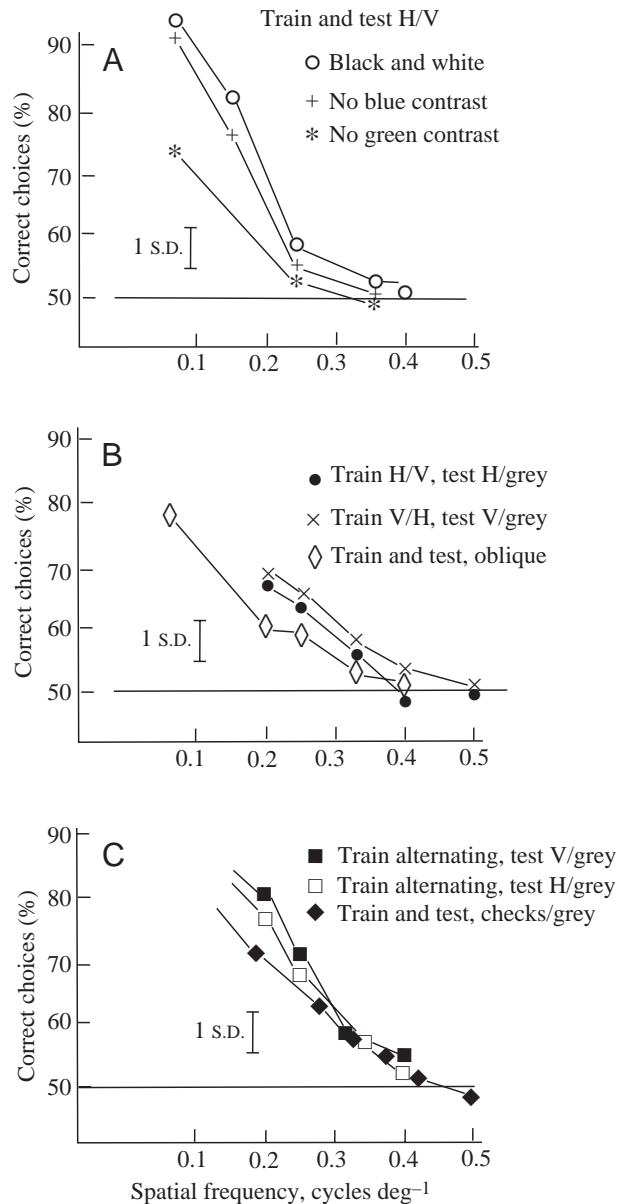 Train and test H/V
A
Black and white
No blue contrast
No green contrast
Correct choices (%)
90
80
70
60
50
1 S.D.
0.1 0.2 0.3 0.4 0.5
B
Train H/V, test H/grey
Train V/H, test V/grey
Train and test, oblique
Correct choices (%)
90
80
70
60
50
1 S.D.
0.1 0.2 0.3 0.4 0.5
C
Train alternating, test V/grey
Train alternating, test H/grey
Train and test, checks/grey
Correct choices (%)
90
80
70
60
50
1 S.D.
0.1 0.2 0.3 0.4 0.5
Spatial frequency, cycles deg⁻¹